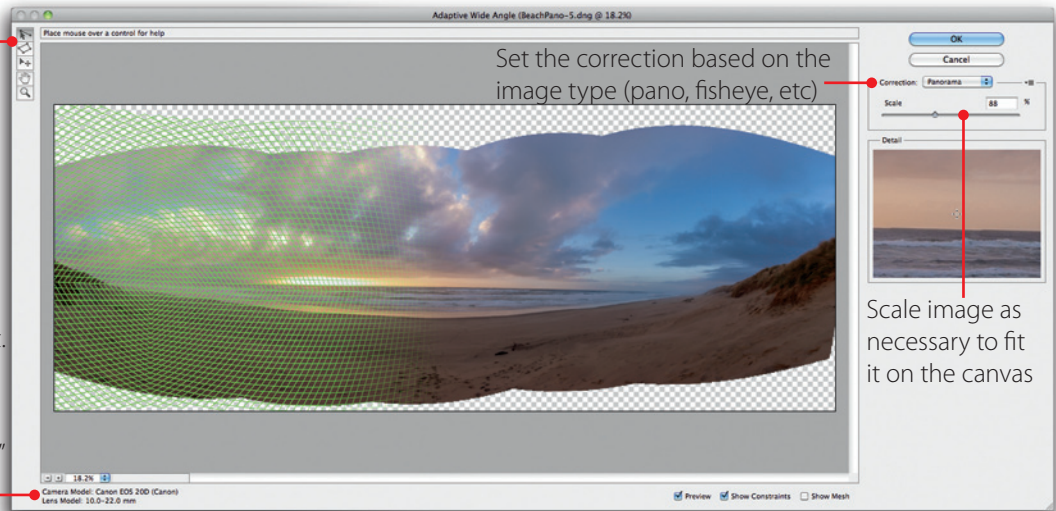 Adaptive Wide Angle (BeachPano-5.dng @ 18.2%)
Place mouse over a control for help
OK
Cancel
Set the correction based on the
image type (pano, fisheye, etc)
Correction: Panorama
Scale 88 %
Detail
Scale image as
necessary to fit
it on the canvas
t.
"
18.2%
Camera Model: Canon EOS 20D (Canon)
Lens Model: 10.0-22.0 mm
Preview Show Constraints Show Mesh